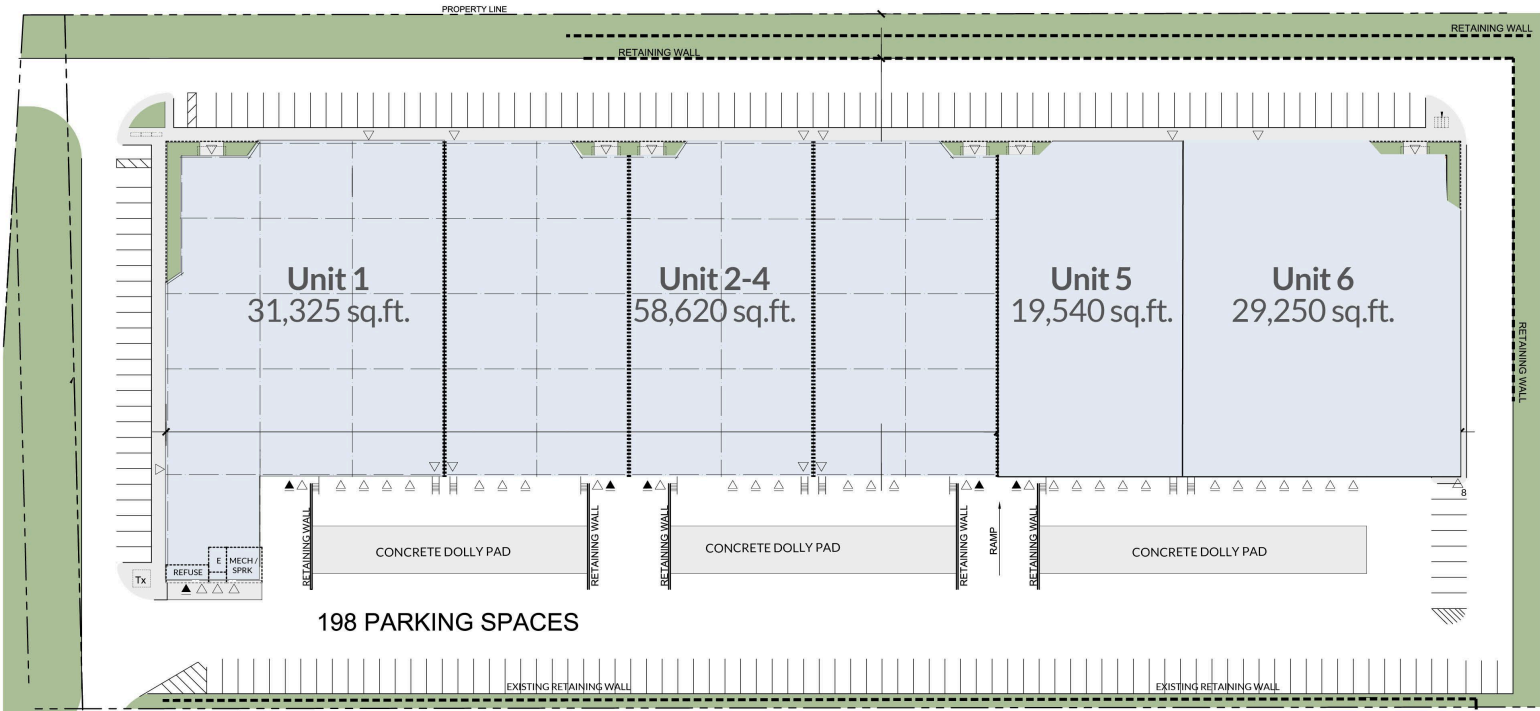 PROPERTY LINE
RETAINING WALL
RETAINING WALL
Unit 1
31,325 sq.ft.
Unit 2-4
58,620 sq.ft.
Unit 5
19,540 sq.ft.
Unit 6
29,250 sq.ft.
RETAINING WALL
8
RETAINING WALL
CONCRETE DOLLY PAD
RETAINING WALL
RETAINING WALL
CONCRETE DOLLY PAD
RETAINING WALL
RAMP
RETAINING WALL
CONCRETE DOLLY PAD
REFUSE
E
MECH /
SPRK
Tx
198 PARKING SPACES
EXISTING RETAINING WALL
EXISTING RETAINING WALL